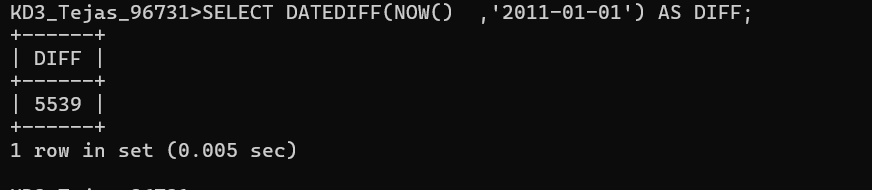 KD3_Tejas_96731>SELECT DATEDIFF(NOW()  ,'2011-01-01') AS DIFF;
+------+
| DIFF |
+------+
| 5539 |
+------+
1 row in set (0.005 sec)